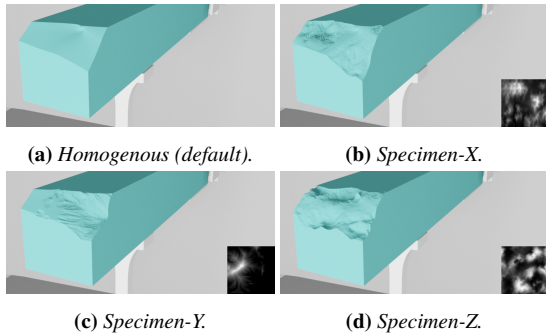 (a) Homogenous (default).
(b) Specimen-X.
(c) Specimen-Y.
(d) Specimen-Z.